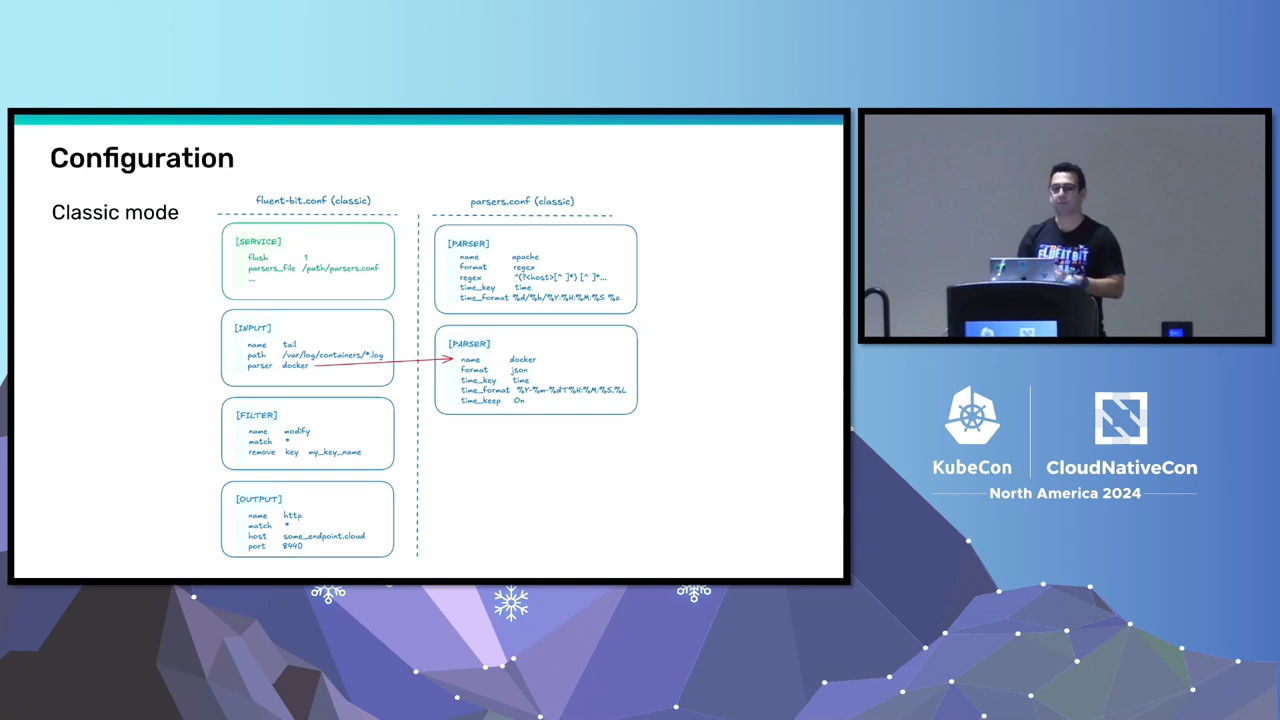 Configuration
Classic mode
fluent-bit.conf (classic)
[SERVICE]
flush 1
parsers_file /path/parsers.conf
...
[INPUT]
name tail
path /var/log/containers/*.log
parser docker
[FILTER]
name modify
match *
remove key my_key_name
[OUTPUT]
name http
match *
host some_endpoint.cloud
port 8440
parsers.conf (classic)
[PARSER]
name apache
format regex
regex ^(?<host>[^ ]*) [^ ]*...
time_key time
time_format %d/%b/%Y:%H:%M:%S %z
[PARSER]
name docker
format json
time_key time
time_format %Y-%m-%dT%H:%M:%S.%L
time_keep On
FLUENTBIT
KubeCon
CloudNativeCon
North America 2024